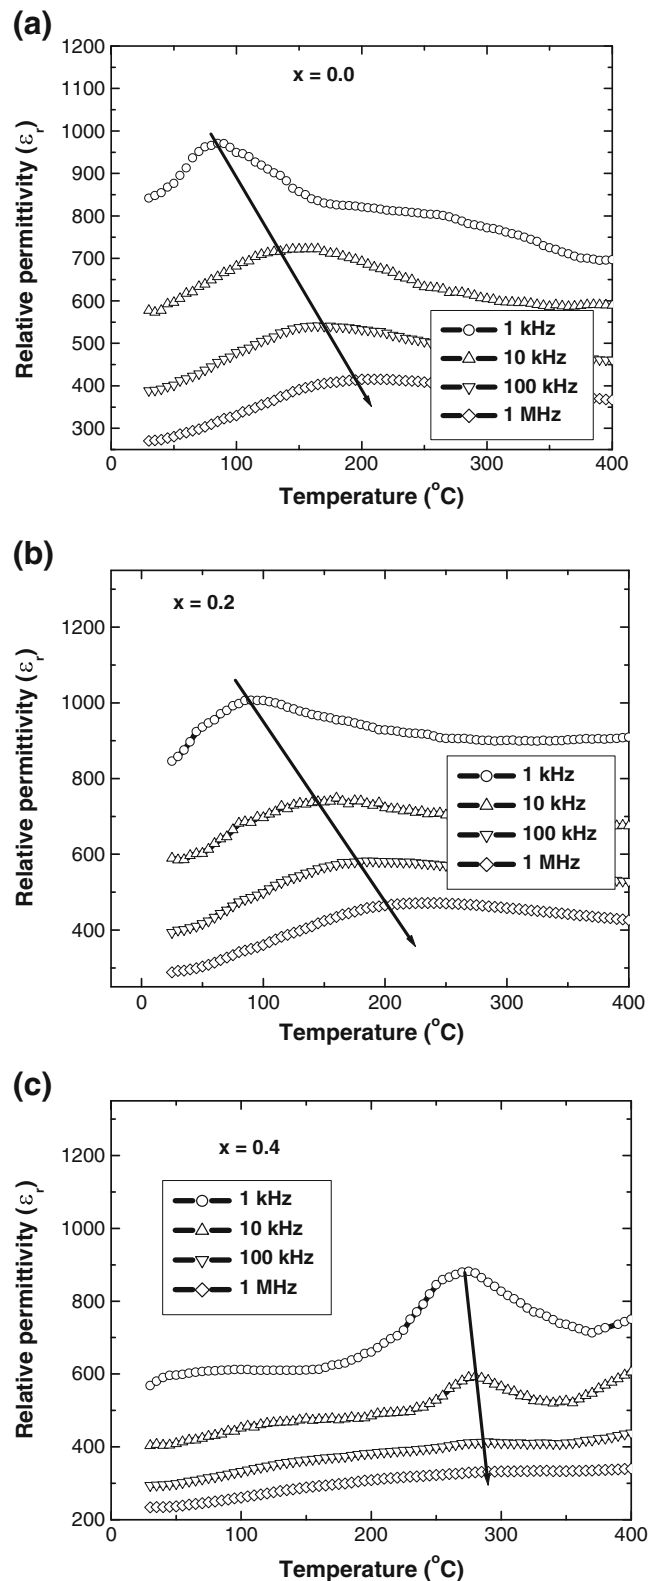 (a)
1200
1100
1000
900
800
700
600
500
400
300
x = 0.0
1 kHz
10 kHz
100 kHz
1 MHz
0 100 200 300 400
Relative permittivity (εr)
Temperature (oC)
(b)
1200
1000
800
600
400
x = 0.2
1 kHz
10 kHz
100 kHz
1 MHz
0 100 200 300 400
Relative permittivity (εr)
Temperature (oC)
(c)
1200
1000
800
600
400
200
x = 0.4
1 kHz
10 kHz
100 kHz
1 MHz
0 100 200 300 400
Relative permittivity (εr)
Temperature (oC)